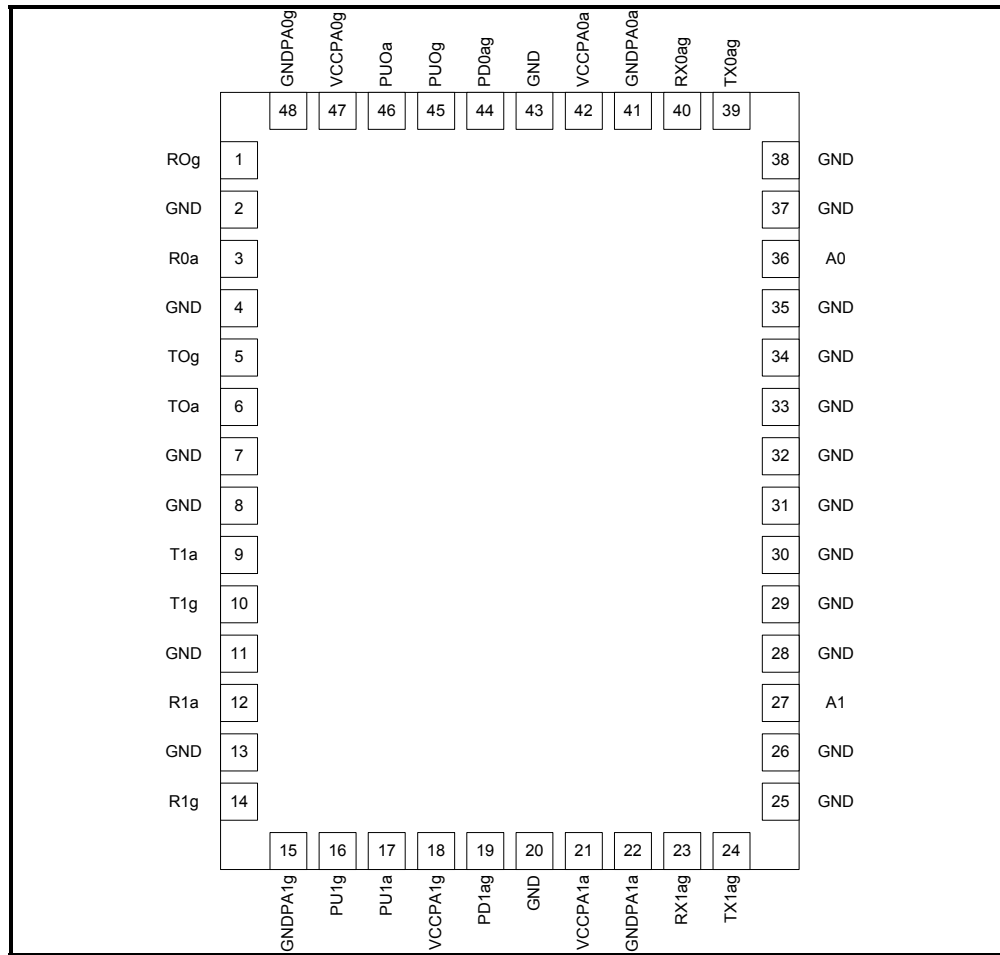 GNDPA0g VCCPA0g PUOa PUOg PD0ag GND VCCPA0a GNDPA0a RX0ag TX0ag
48 47 46 45 44 43 42 41 40 39
ROg 1 38 GND
GND 2 37 GND
R0a 3 36 A0
GND 4 35 GND
TOg 5 34 GND
TOa 6 33 GND
GND 7 32 GND
GND 8 31 GND
T1a 9 30 GND
T1g 10 29 GND
GND 11 28 GND
R1a 12 27 A1
GND 13 26 GND
R1g 14 25 GND
15 16 17 18 19 20 21 22 23 24
GNDPA1g PU1g PU1a VCCPA1g PD1ag GND VCCPA1a GNDPA1a RX1ag TX1ag